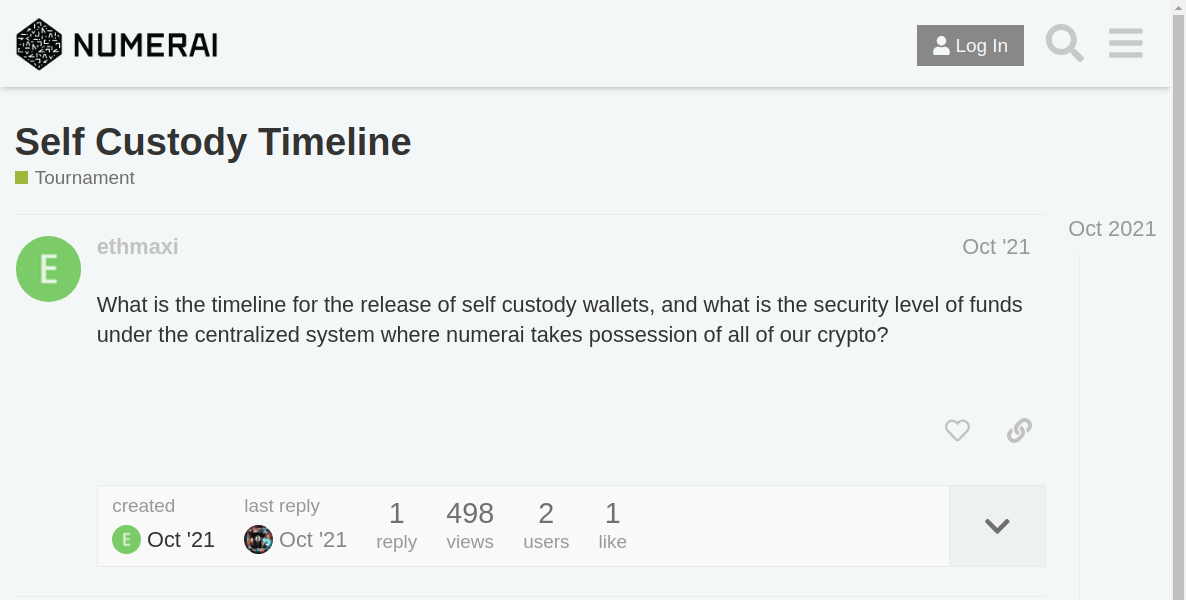 NUMERAI
Log In
Self Custody Timeline
Tournament
Oct 2021
E
ethmaxi
Oct '21
What is the timeline for the release of self custody wallets, and what is the security level of funds
under the centralized system where numerai takes possession of all of our crypto?
created
last reply
1
498
2
1
E
Oct '21
Oct '21
reply
views
users
like